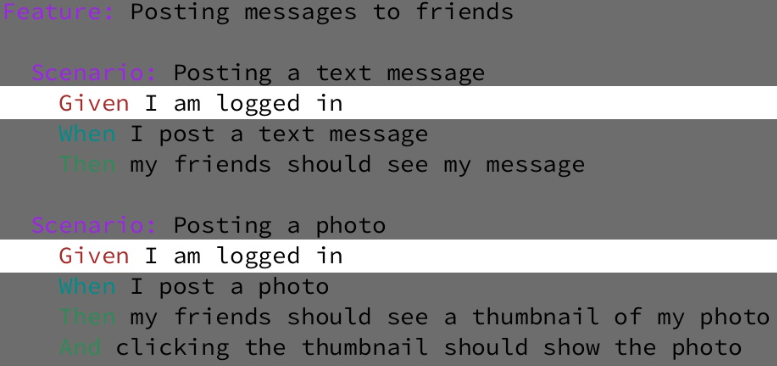 Feature: Posting messages to friends
Scenario: Posting a text message
Given I am logged in
When I post a text message
Then my friends should see my message
Scenario: Posting a photo
Given I am logged in
When I post a photo
Then my friends should see a thumbnail of my photo
And clicking the thumbnail should show the photo